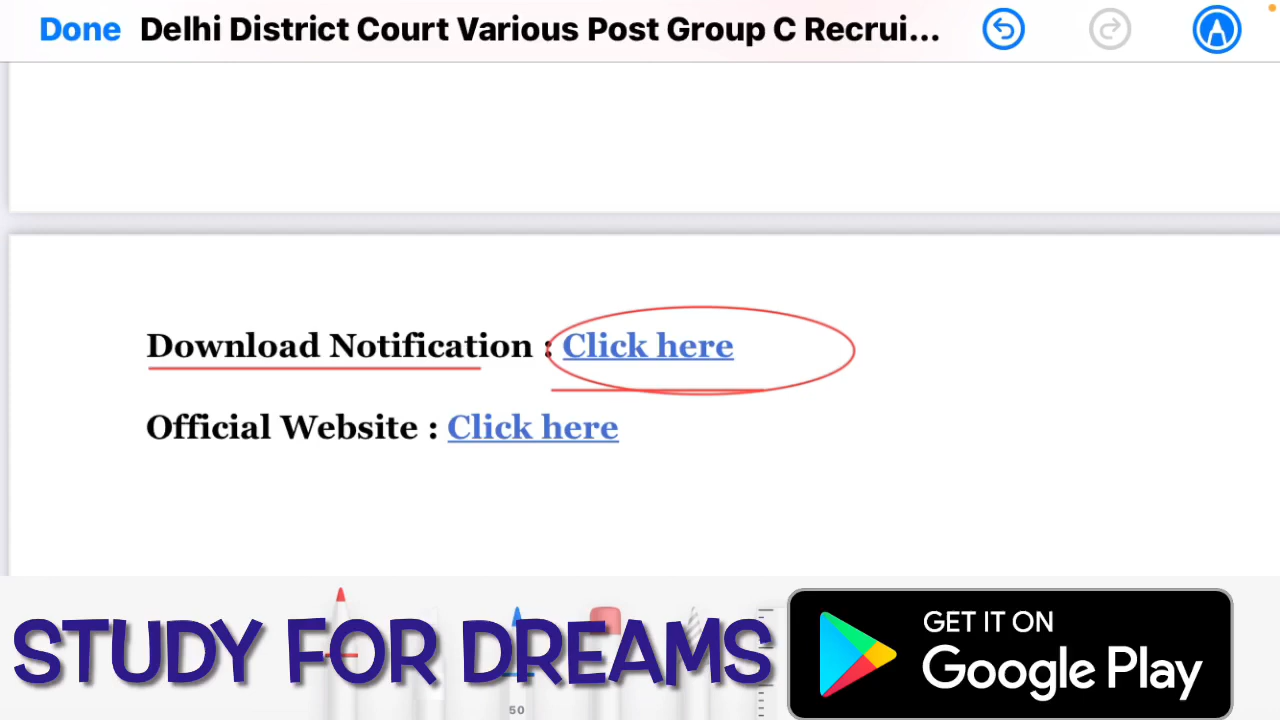 Done Delhi District Court Various Post Group C Recrui...
Download Notification : Click here
Official Website : Click here
STUDY FOR DREAMS
GET IT ON
Google Play
50